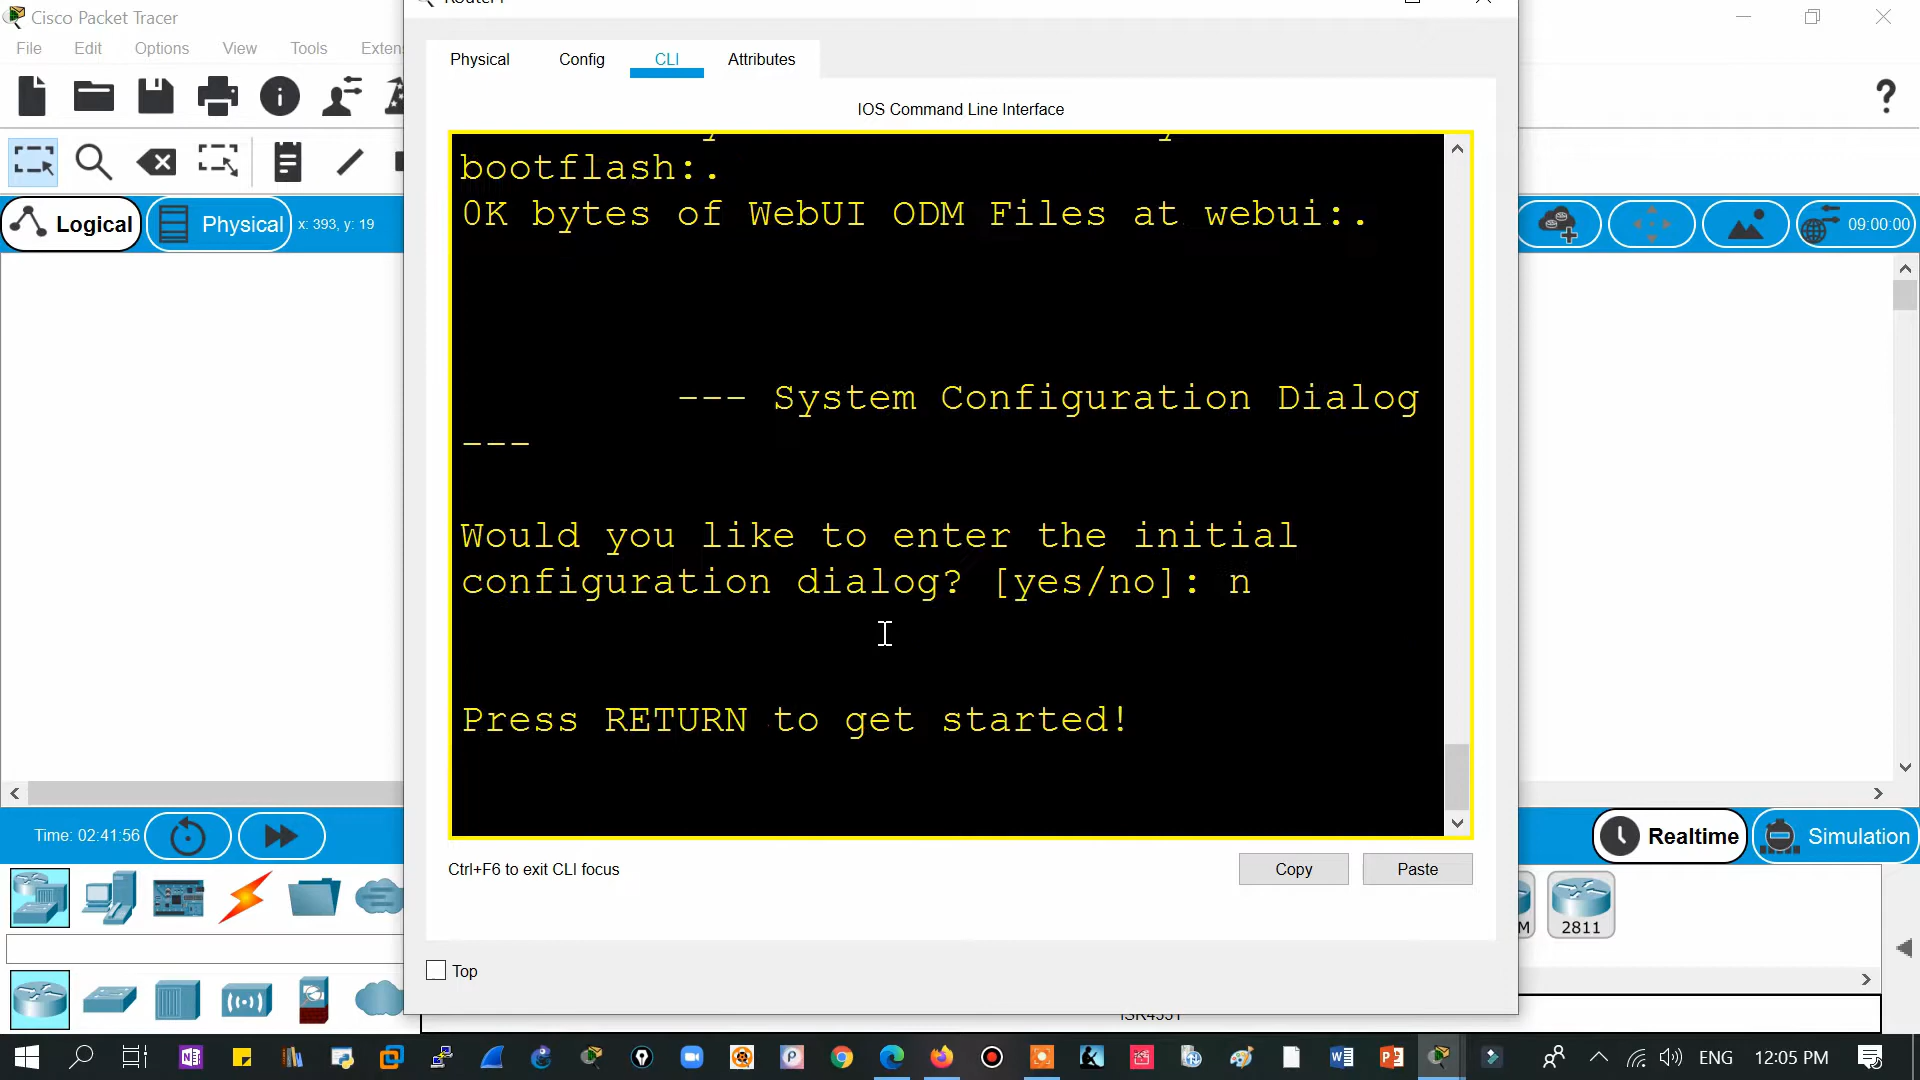 Cisco Packet Tracer
File Edit Options View Tools Exten
Physical Config CLI Attributes
IOS Command Line Interface
Logical Physical x: 393, y: 19
09:00:00
bootflash:.
0K bytes of WebUI ODM Files at webui:.
--- System Configuration Dialog
---
Would you like to enter the initial
configuration dialog? [yes/no]: n
Press RETURN to get started!
Time: 02:41:56
Realtime Simulation
Ctrl+F6 to exit CLI focus
Copy Paste
M 2811
Top
ENG 12:05 PM